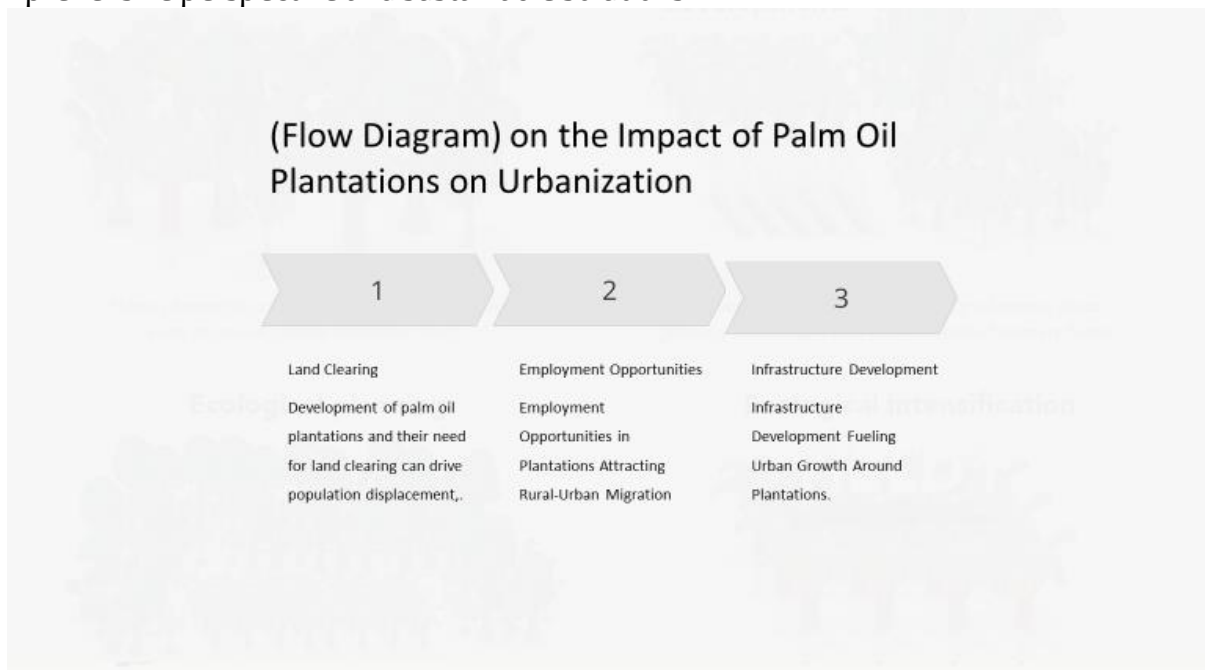 (Flow Diagram) on the Impact of Palm Oil
Plantations on Urbanization
1
2
3
Land Clearing
Development of palm oil
plantations and their need
for land clearing can drive
population displacement,.
Employment Opportunities
Employment
Opportunities in
Plantations Attracting
Rural-Urban Migration
Infrastructure Development
Infrastructure
Development Fueling
Urban Growth Around
Plantations.